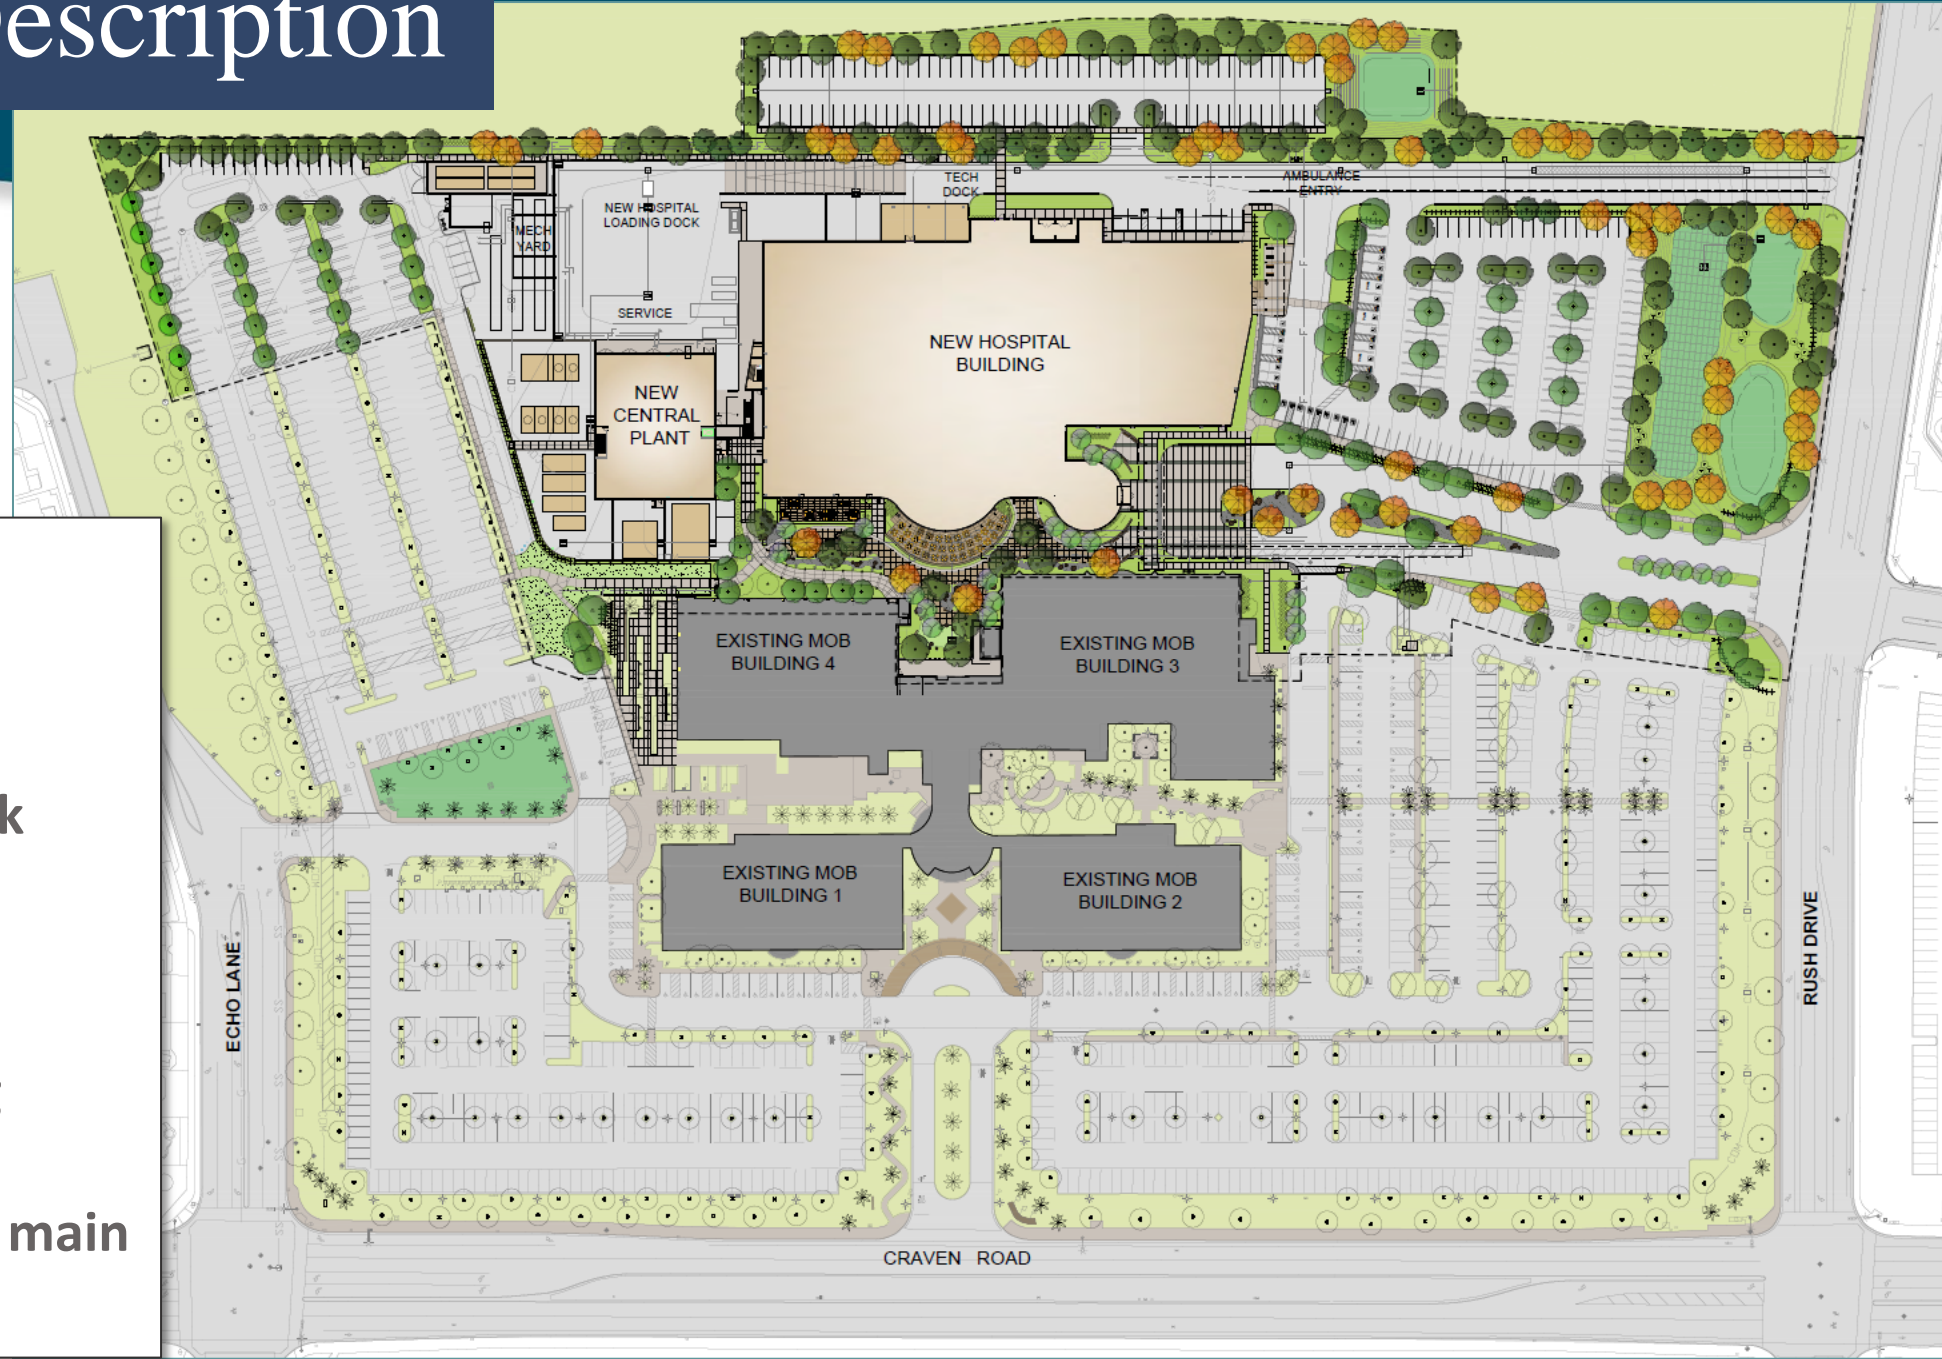 escription
TECH
DOCK
AMBULANCE
ENTRY
NEW HOSPITAL
LOADING DOCK
MECH
YARD
SERVICE
NEW HOSPITAL
BUILDING
NEW
CENTRAL
PLANT
EXISTING MOB
BUILDING 4
EXISTING MOB
BUILDING 3
k
EXISTING MOB
BUILDING 1
EXISTING MOB
BUILDING 2
ECHO LANE
RUSH DRIVE
main
CRAVEN ROAD